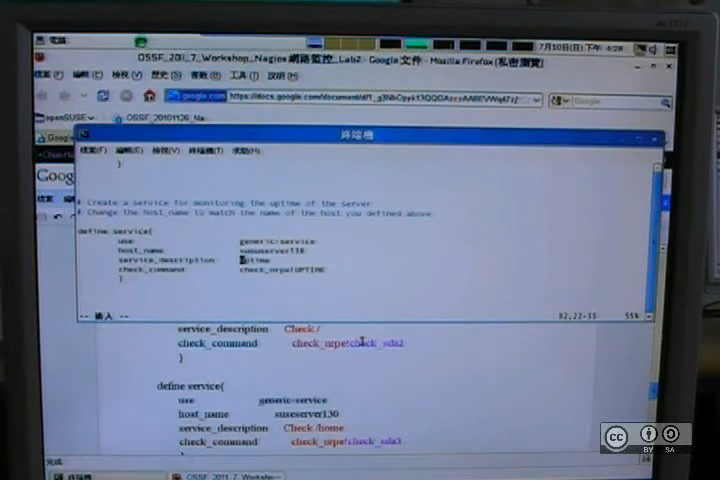 7月10日(日)下午 4:28
OSSF_2011_7_Workshop_Nagios 網路監控_Lab2 - Google 文件 - Mozilla Firefox (私密瀏覽)
檔案(F) 編輯(E) 檢視(V) 歷史(S) 書籤(B) 工具(T) 說明(H)
google.com
Google
openSUSE
OSSF_20101126_Na
Goog
終端機
檔案(F) 編輯(E) 檢視(V) 終端機(T) 求助(H)
}
# Create a service for monitoring the uptime of the server
# Change the host_name to match the name of the host you defined above
define service{
use generic-service
host_name
service_description Uptime
check_command check_nrpe!UPTIME
}
-- 插入 -- 82,22-33 55%
service_description Check /
check_command check_nrpe!check_sda2
}
define service{
use generic-service
host_name suseserver130
service_description Check /home
check_command check_nrpe!check_sda3
完成
終端機 OSSF_2011_7_Worksho
cc BY SA